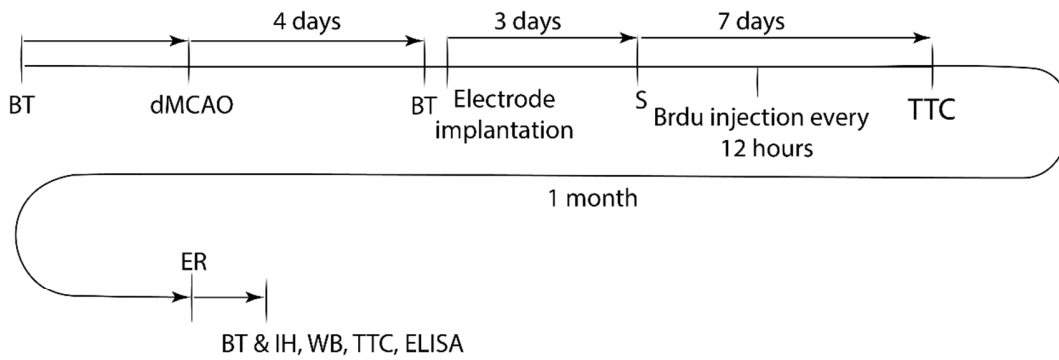 4 days
3 days
7 days
BT
dMCAO
BT
Electrode
implantation
S
Brdu injection every
12 hours
TTC
1 month
ER
BT & IH, WB, TTC, ELISA